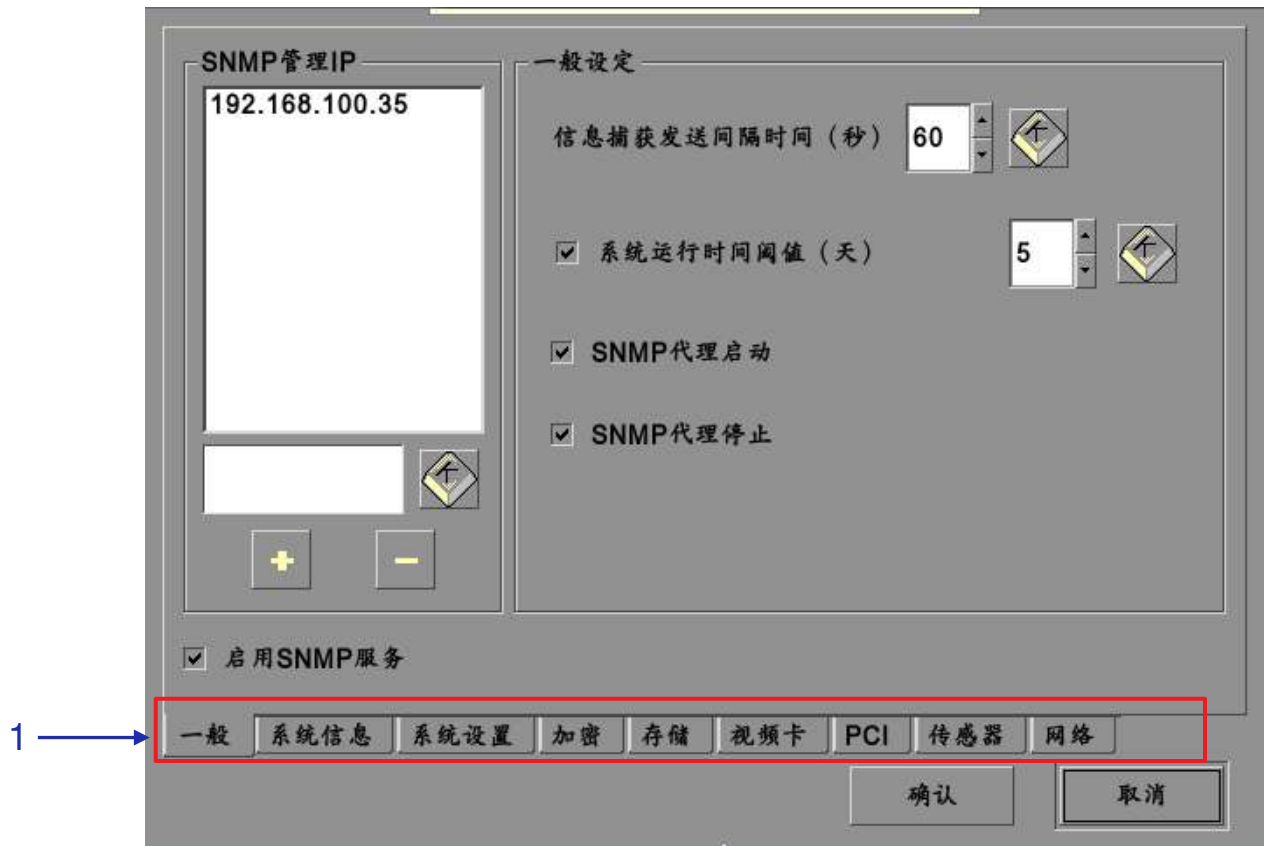 SNMP管理IP
192.168.100.35
一般设定
信息捕获发送间隔时间（秒） 60
系统运行时间阈值（天） 5
SNMP代理启动
SNMP代理停止
启用SNMP服务
1
一般 系统信息 系统设置 加密 存储 视频卡 PCI 传感器 网络
确认 取消